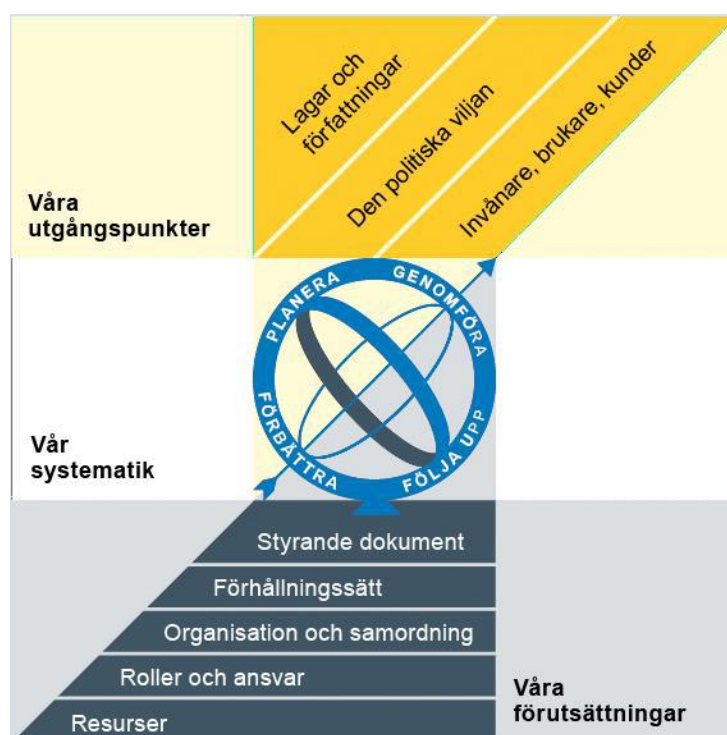 Lagar och
författningar
Den politiska viljan
Invånare, brukare, kunder
Våra
utgångspunkter
PLANERA
GENOMFÖRA
FÖLJA UPP
FÖRBÄTTRA
Vår
systematik
Styrande dokument
Förhållningssätt
Organisation och samordning
Roller och ansvar
Resurser
Våra
förutsättningar